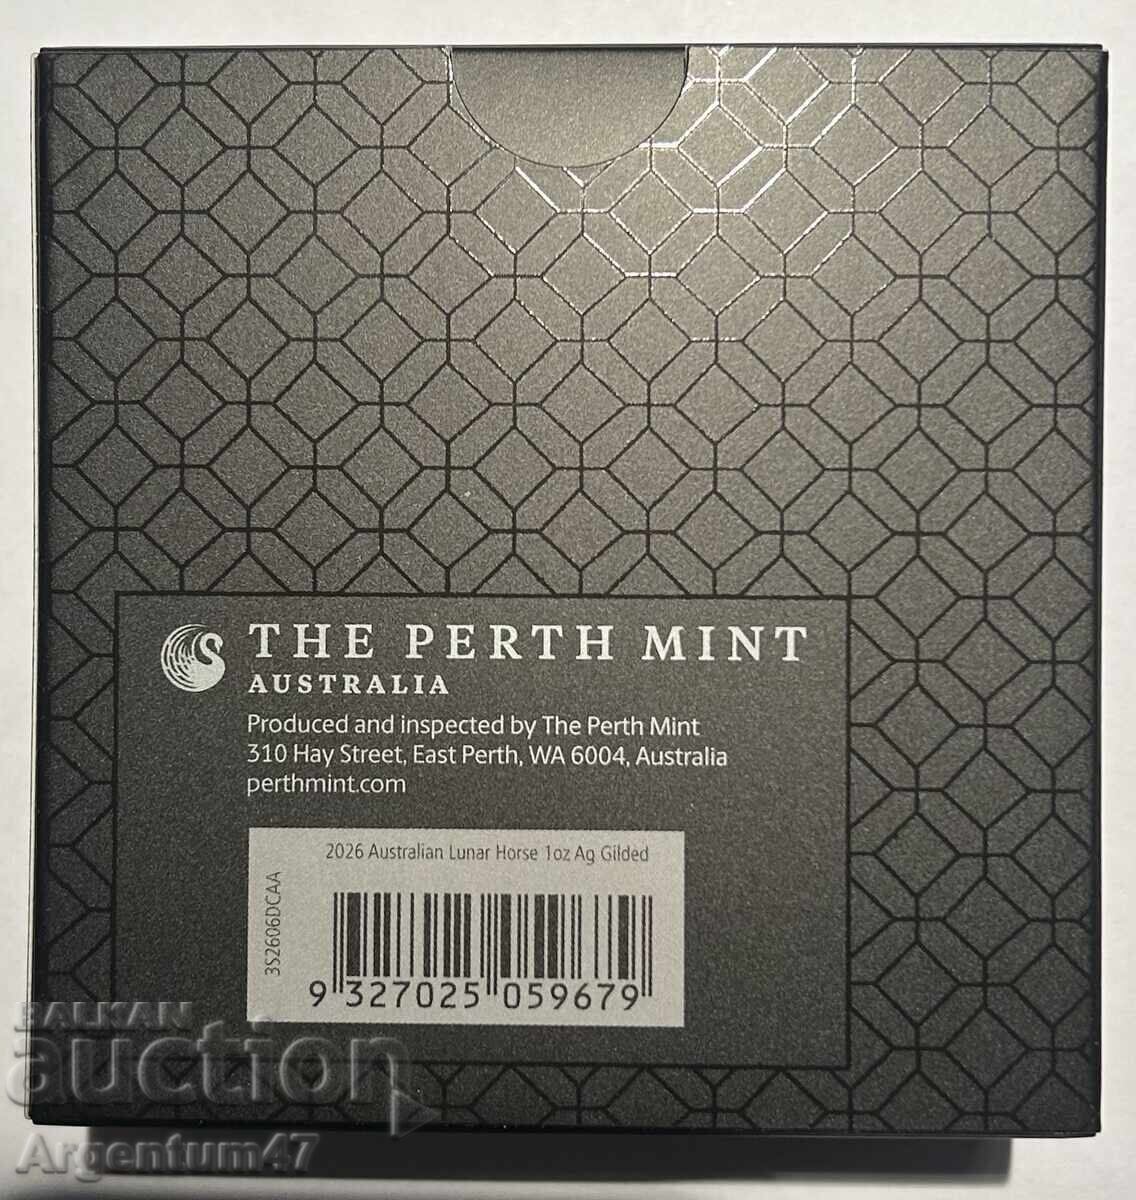 THE PERTH MINT
AUSTRALIA
Produced and inspected by The Perth Mint
310 Hay Street, East Perth, WA 6004, Australia
perthmint.com
2026 Australian Lunar Horse 1oz Ag Gilded
3S2606DCAA
9 327025 059679
BALKAN
auction
Argentum47